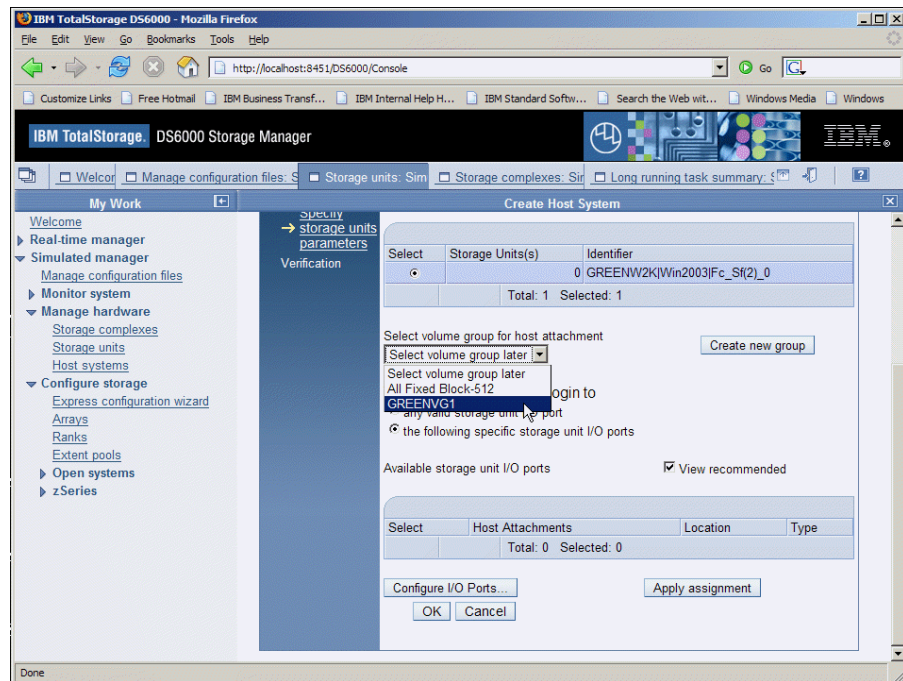 IBM TotalStorage DS6000 - Mozilla Firefox
File Edit View Go Bookmarks Tools Help
http://localhost:8451/DS6000/Console Go
Customize Links Free Hotmail IBM Business Transf... IBM Internal Help H... IBM Standard Softw... Search the Web wit... Windows Media Windows
IBM TotalStorage. DS6000 Storage Manager IBM
Welcor Manage configuration files: S Storage units: Sim Storage complexes: Sir Long running task summary: S ?
My Work
Create Host System
Welcome
Real-time manager
Simulated manager
Manage configuration files
Monitor system
Manage hardware
Storage complexes
Storage units
Host systems
Configure storage
Express configuration wizard
Arrays
Ranks
Extent pools
Open systems
zSeries
Specify
storage units
parameters
Verification
Select Storage Units(s) Identifier
0 GREENW2K|Win2003|Fc_Sf(2)_0
Total: 1 Selected: 1
Select volume group for host attachment
Select volume group later
Create new group
Select volume group later
All Fixed Block-512
GREENVG1
ogin to
any valid storage unit I/O port
the following specific storage unit I/O ports
Available storage unit I/O ports
View recommended
Select Host Attachments Location Type
Total: 0 Selected: 0
Configure I/O Ports... Apply assignment
OK Cancel
Done